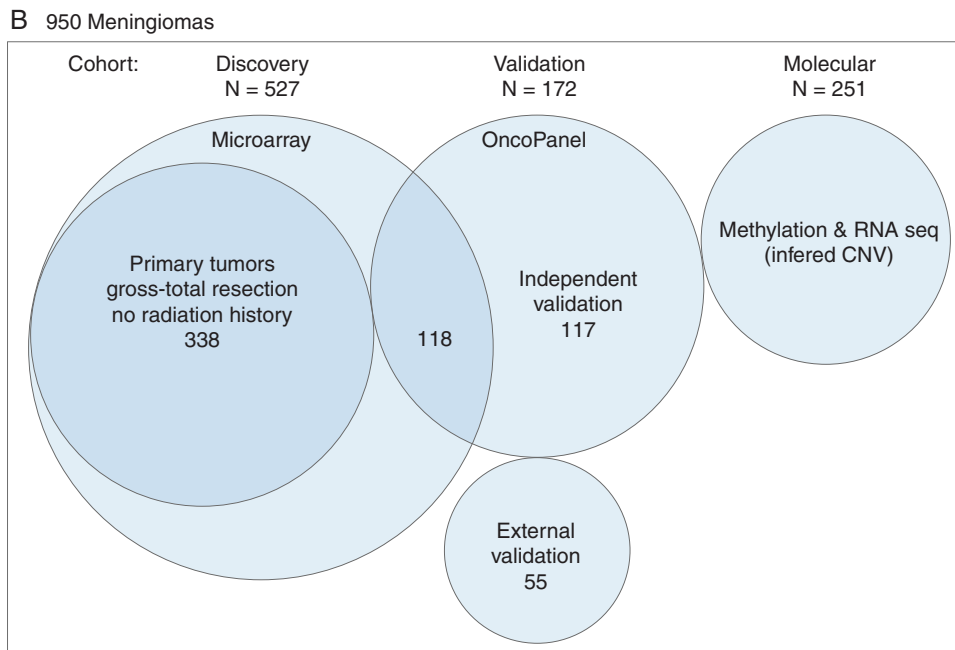 B 950 Meningiomas
Cohort: Discovery Validation Molecular
N = 527 N = 172 N = 251
Microarray OncoPanel
Primary tumors
gross-total resection
no radiation history
338
118
Independent
validation
117
Methylation & RNA seq
(infered CNV)
External
validation
55